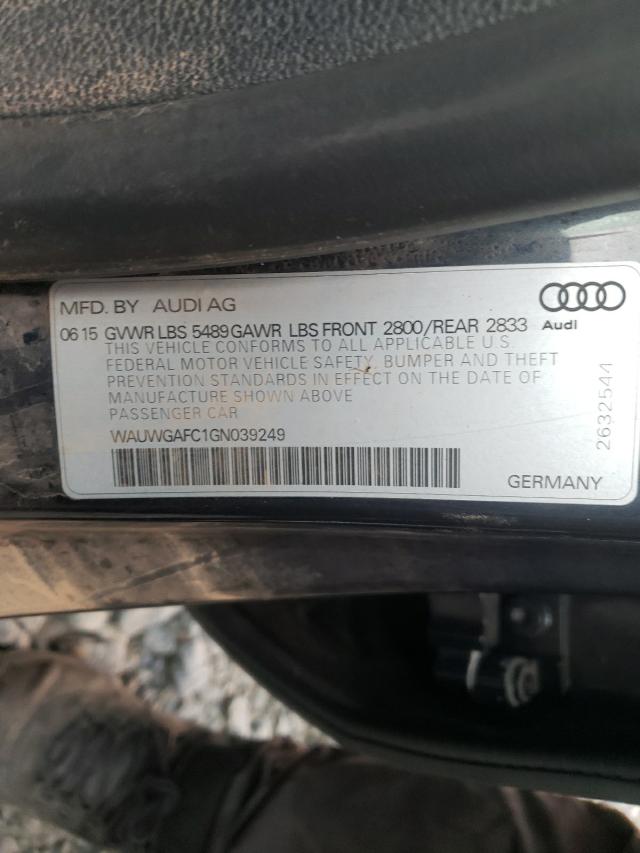 MFD. BY AUDI AG
06 15 GVWR LBS 5489 GAWR LBS FRONT 2800/REAR 2833
Audi
THIS VEHICLE CONFORMS TO ALL APPLICABLE U.S.
FEDERAL MOTOR VEHICLE SAFETY, BUMPER AND THEFT
PREVENTION STANDARDS IN EFFECT ON THE DATE OF
MANUFACTURE SHOWN ABOVE
PASSENGER CAR
WAUWGAFC1GN039249
GERMANY
2632544